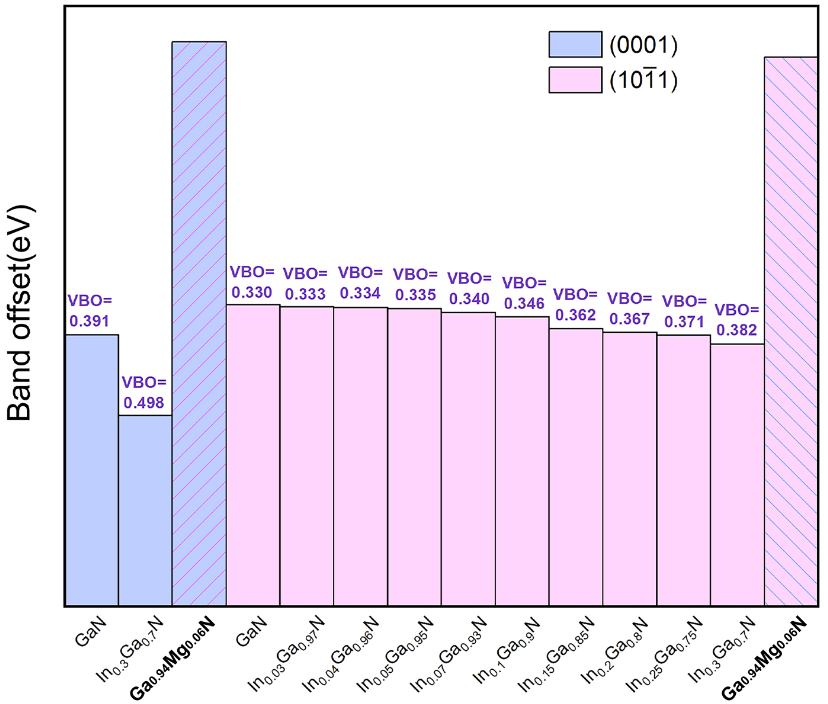 (0001)
(101̅1)
Band offset(eV)
VBO=
0.391
VBO=
0.498
VBO=
0.330
VBO=
0.333
VBO=
0.334
VBO=
0.335
VBO=
0.340
VBO=
0.346
VBO=
0.362
VBO=
0.367
VBO=
0.371
VBO=
0.382
GaN
In₀.₃Ga₀.₇N
Ga₀.₉₄Mg₀.₀₆N
GaN
In₀.₀₃Ga₀.₉₇N
In₀.₀₄Ga₀.₉₆N
In₀.₀₅Ga₀.₉₅N
In₀.₀₇Ga₀.₉₃N
In₀.₁Ga₀.₉N
In₀.₁₅Ga₀.₈₅N
In₀.₂Ga₀.₈N
In₀.₂₅Ga₀.₇₅N
In₀.₃Ga₀.₇N
Ga₀.₉₄Mg₀.₀₆N